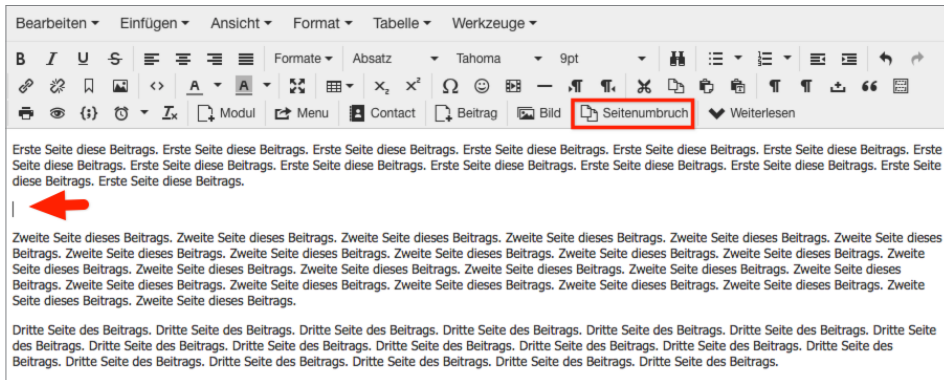 Bearbeiten Einfügen Ansicht Format Tabelle Werkzeuge
B I U S Formate Absatz Tahoma 9pt
A A x₂ x² Ω
{;} Ix Modul Menu Contact Beitrag Bild Seitenumbruch Weiterlesen
Erste Seite diese Beitrags. Erste Seite diese Beitrags. Erste Seite diese Beitrags. Erste Seite diese Beitrags. Erste Seite diese Beitrags. Erste Seite diese Beitrags. Erste
Seite diese Beitrags. Erste Seite diese Beitrags. Erste Seite diese Beitrags. Erste Seite diese Beitrags. Erste Seite diese Beitrags. Erste Seite diese Beitrags. Erste Seite
diese Beitrags. Erste Seite diese Beitrags.
Zweite Seite dieses Beitrags. Zweite Seite dieses Beitrags. Zweite Seite dieses Beitrags. Zweite Seite dieses Beitrags. Zweite Seite dieses Beitrags. Zweite Seite dieses
Beitrags. Zweite Seite dieses Beitrags. Zweite Seite dieses Beitrags. Zweite Seite dieses Beitrags. Zweite Seite dieses Beitrags. Zweite Seite dieses Beitrags. Zweite
Seite dieses Beitrags. Zweite Seite dieses Beitrags. Zweite Seite dieses Beitrags. Zweite Seite dieses Beitrags. Zweite Seite dieses Beitrags. Zweite Seite dieses
Beitrags. Zweite Seite dieses Beitrags. Zweite Seite dieses Beitrags. Zweite Seite dieses Beitrags. Zweite Seite dieses Beitrags. Zweite Seite dieses Beitrags. Zweite
Seite dieses Beitrags. Zweite Seite dieses Beitrags.
Dritte Seite des Beitrags. Dritte Seite des Beitrags. Dritte Seite des Beitrags. Dritte Seite des Beitrags. Dritte Seite des Beitrags. Dritte Seite des Beitrags. Dritte Seite
des Beitrags. Dritte Seite des Beitrags. Dritte Seite des Beitrags. Dritte Seite des Beitrags. Dritte Seite des Beitrags. Dritte Seite des Beitrags. Dritte Seite des
Beitrags. Dritte Seite des Beitrags. Dritte Seite des Beitrags. Dritte Seite des Beitrags. Dritte Seite des Beitrags. Dritte Seite des Beitrags.